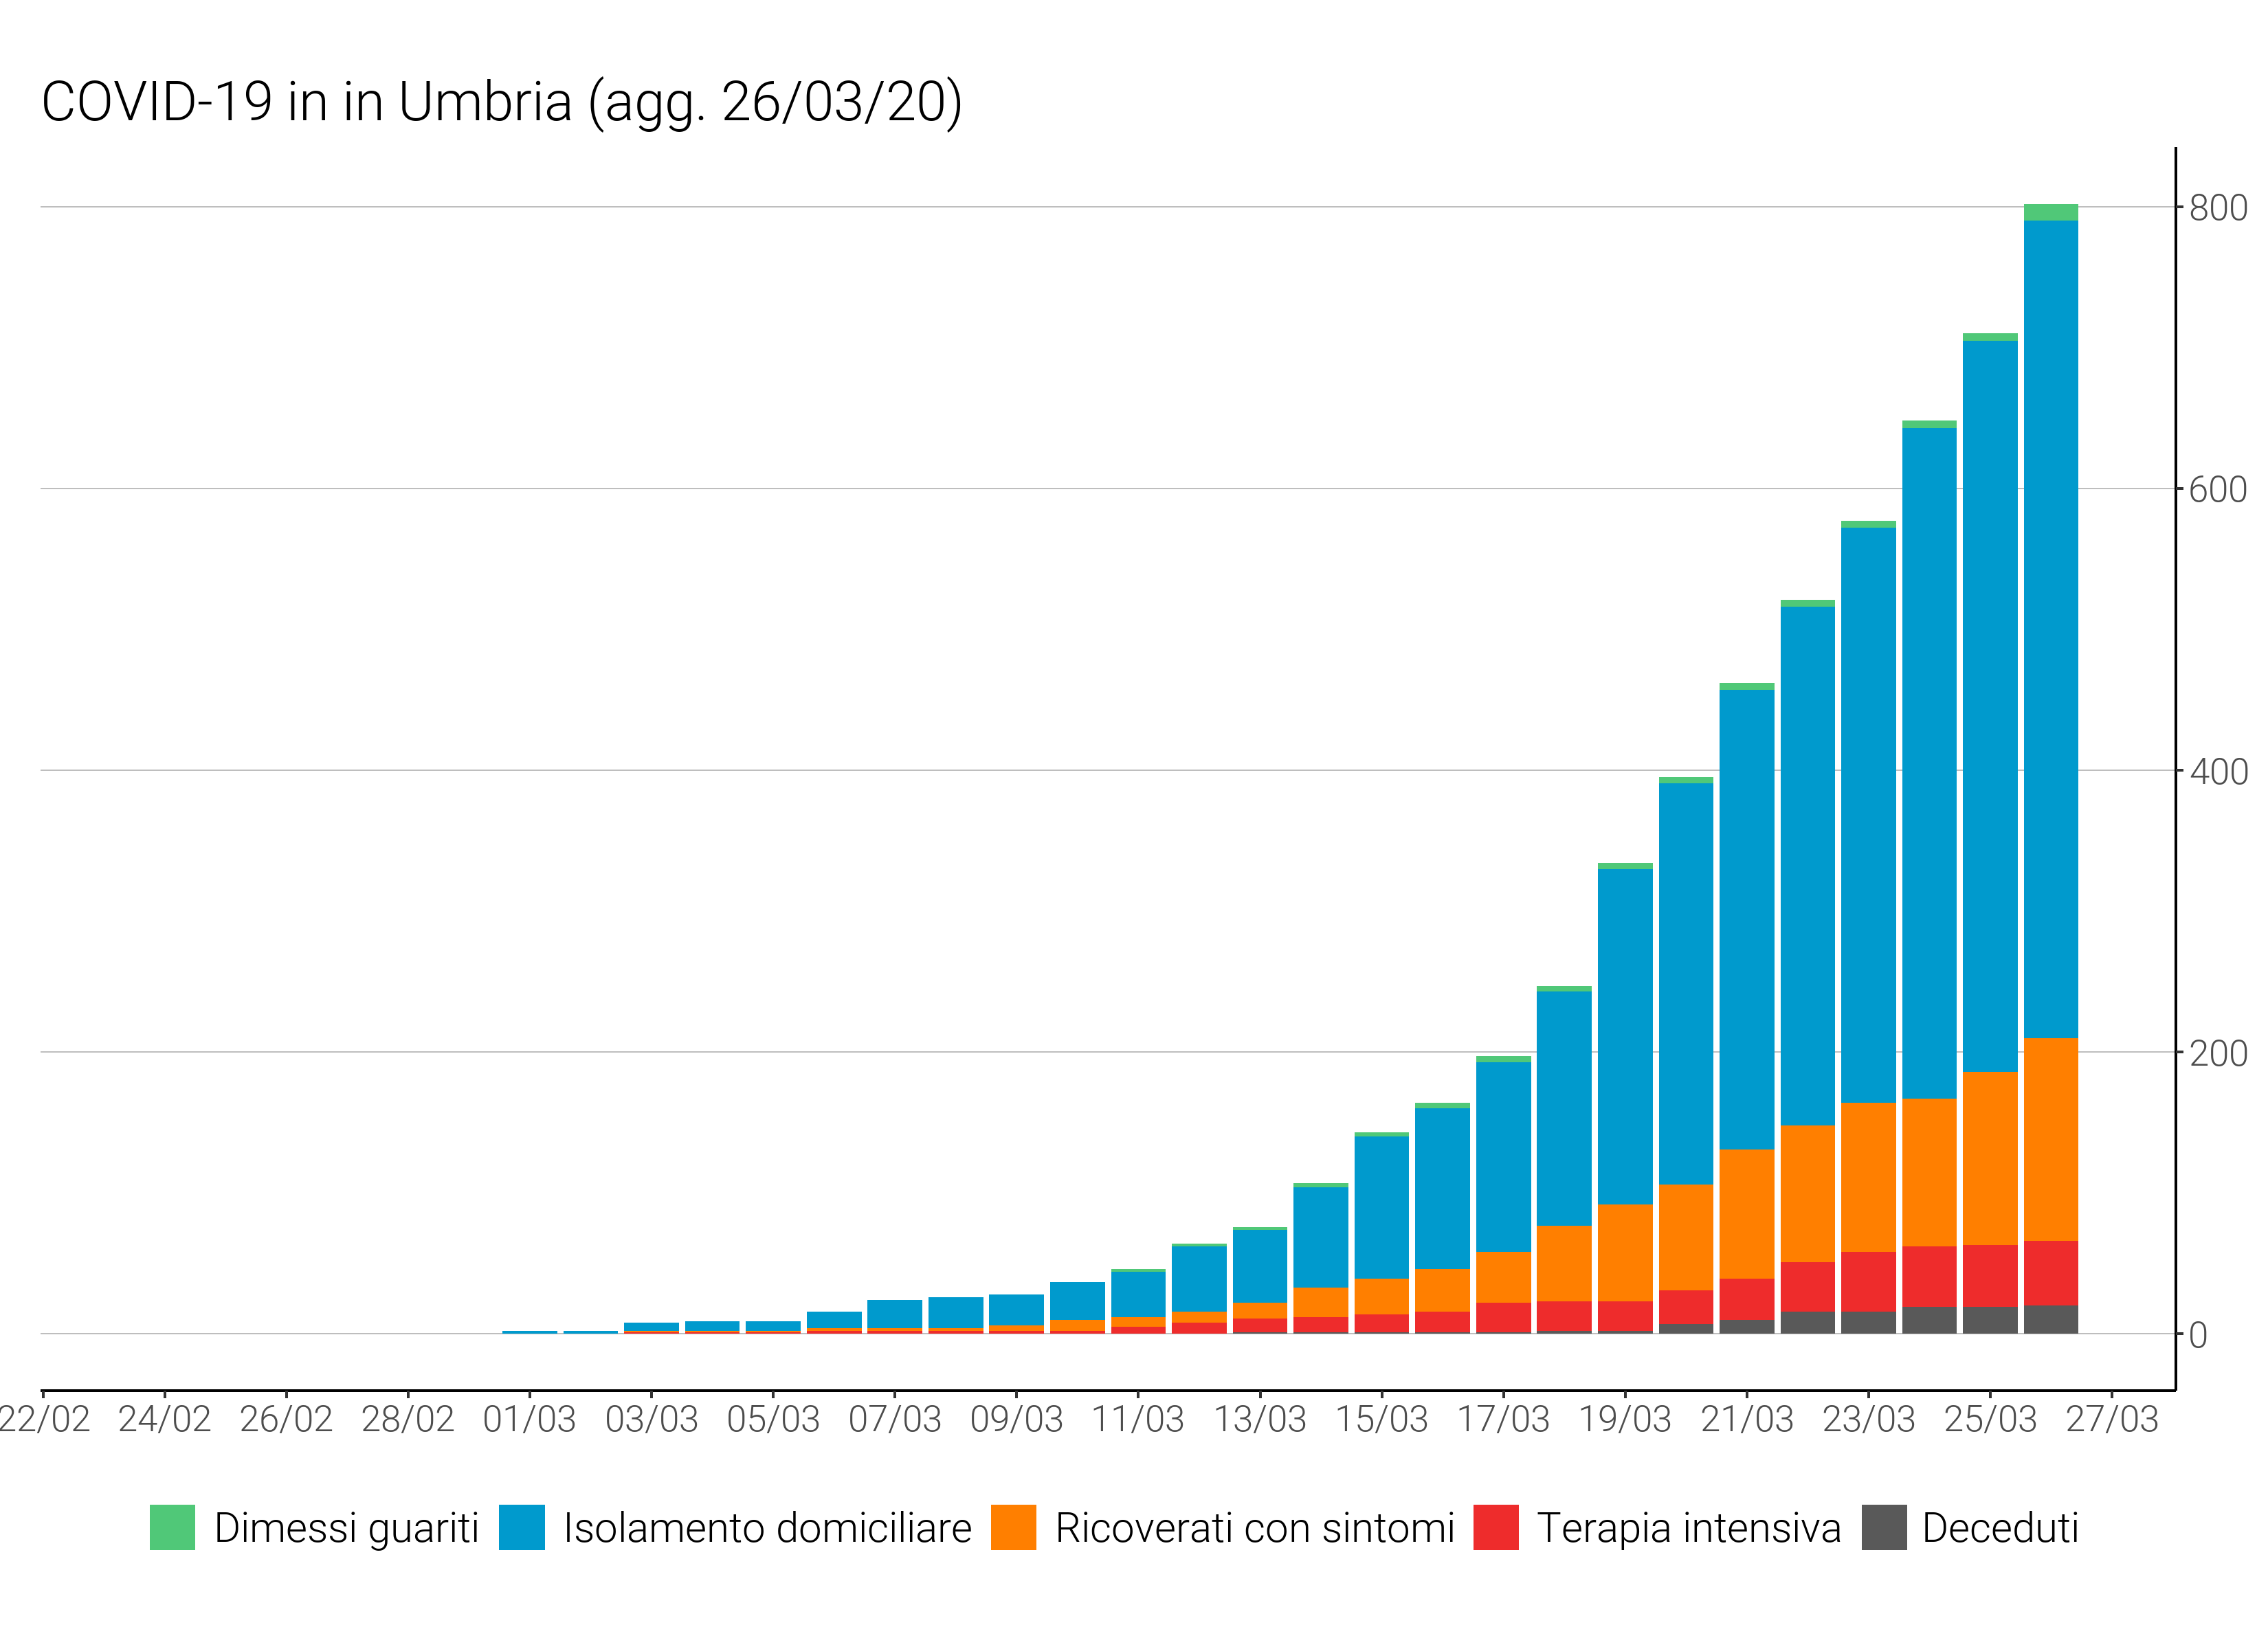 COVID-19 in in Umbria (agg. 26/03/20)
800
600
400
200
0
22/02 24/02 26/02 28/02 01/03 03/03 05/03 07/03 09/03 11/03 13/03 15/03 17/03 19/03 21/03 23/03 25/03 27/03
Dimessi guariti Isolamento domiciliare Ricoverati con sintomi Terapia intensiva Deceduti